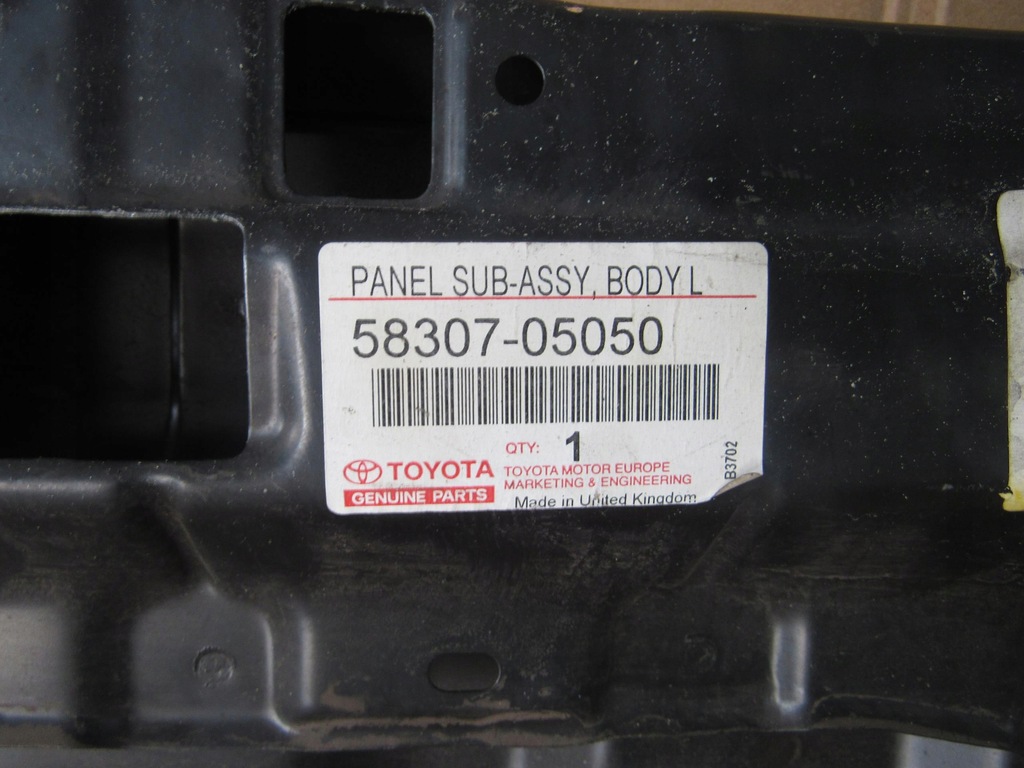 PANEL SUB-ASSY, BODY L
58307-05050
QTY: 1
TOYOTA
GENUINE PARTS
TOYOTA MOTOR EUROPE
MARKETING & ENGINEERING
Made in United Kingdom
B3702